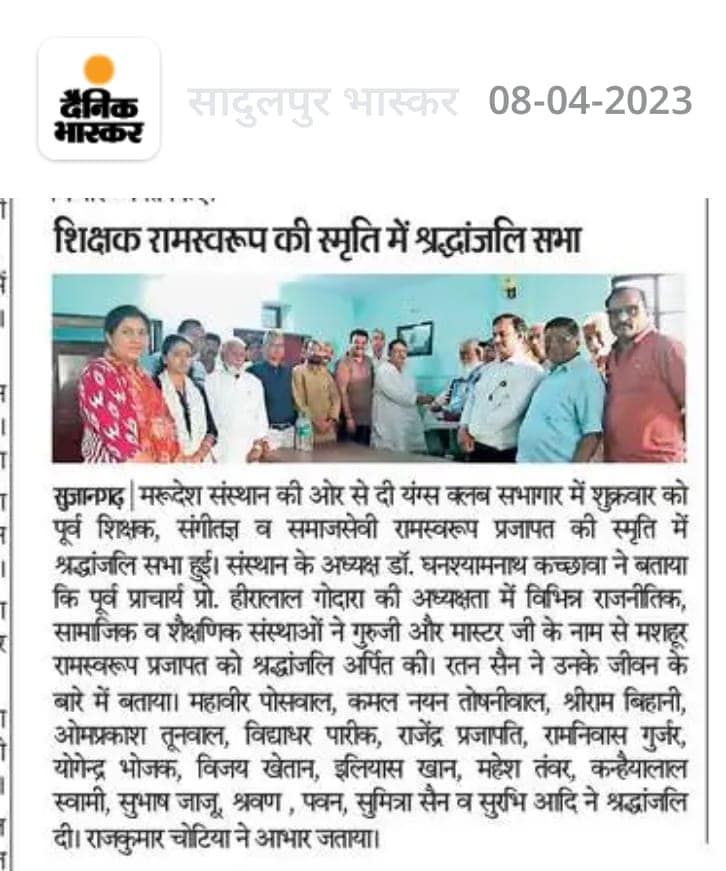 दैनिक
भास्कर
सादुलपुर भास्कर 08-04-2023
शिक्षक रामस्वरूप की स्मृति में श्रद्धांजलि सभा
सुजानगढ़ | मरूदेश संस्थान की ओर से दी यंग्स क्लब सभागार में शुक्रवार को
पूर्व शिक्षक, संगीतज्ञ व समाजसेवी रामस्वरूप प्रजापत की स्मृति में
श्रद्धांजलि सभा हुई। संस्थान के अध्यक्ष डॉ. घनश्यामनाथ कच्छावा ने बताया
कि पूर्व प्राचार्य प्रो. हीरालाल गोदारा की अध्यक्षता में विभिन्न राजनीतिक,
सामाजिक व शैक्षणिक संस्थाओं ने गुरुजी और मास्टर जी के नाम से मशहूर
रामस्वरूप प्रजापत को श्रद्धांजलि अर्पित की। रतन सैन ने उनके जीवन के
बारे में बताया। महावीर पोसवाल, कमल नयन तोषनीवाल, श्रीराम बिहानी,
ओमप्रकाश तूनवाल, विद्याधर पारीक, राजेंद्र प्रजापति, रामनिवास गुर्जर,
योगेन्द्र भोजक, विजय खेतान, इलियास खान, महेश तंवर, कन्हैयालाल
स्वामी, सुभाष जाजू, श्रवण , पवन, सुमित्रा सैन व सुरभि आदि ने श्रद्धांजलि
दी। राजकुमार चोटिया ने आभार जताया।